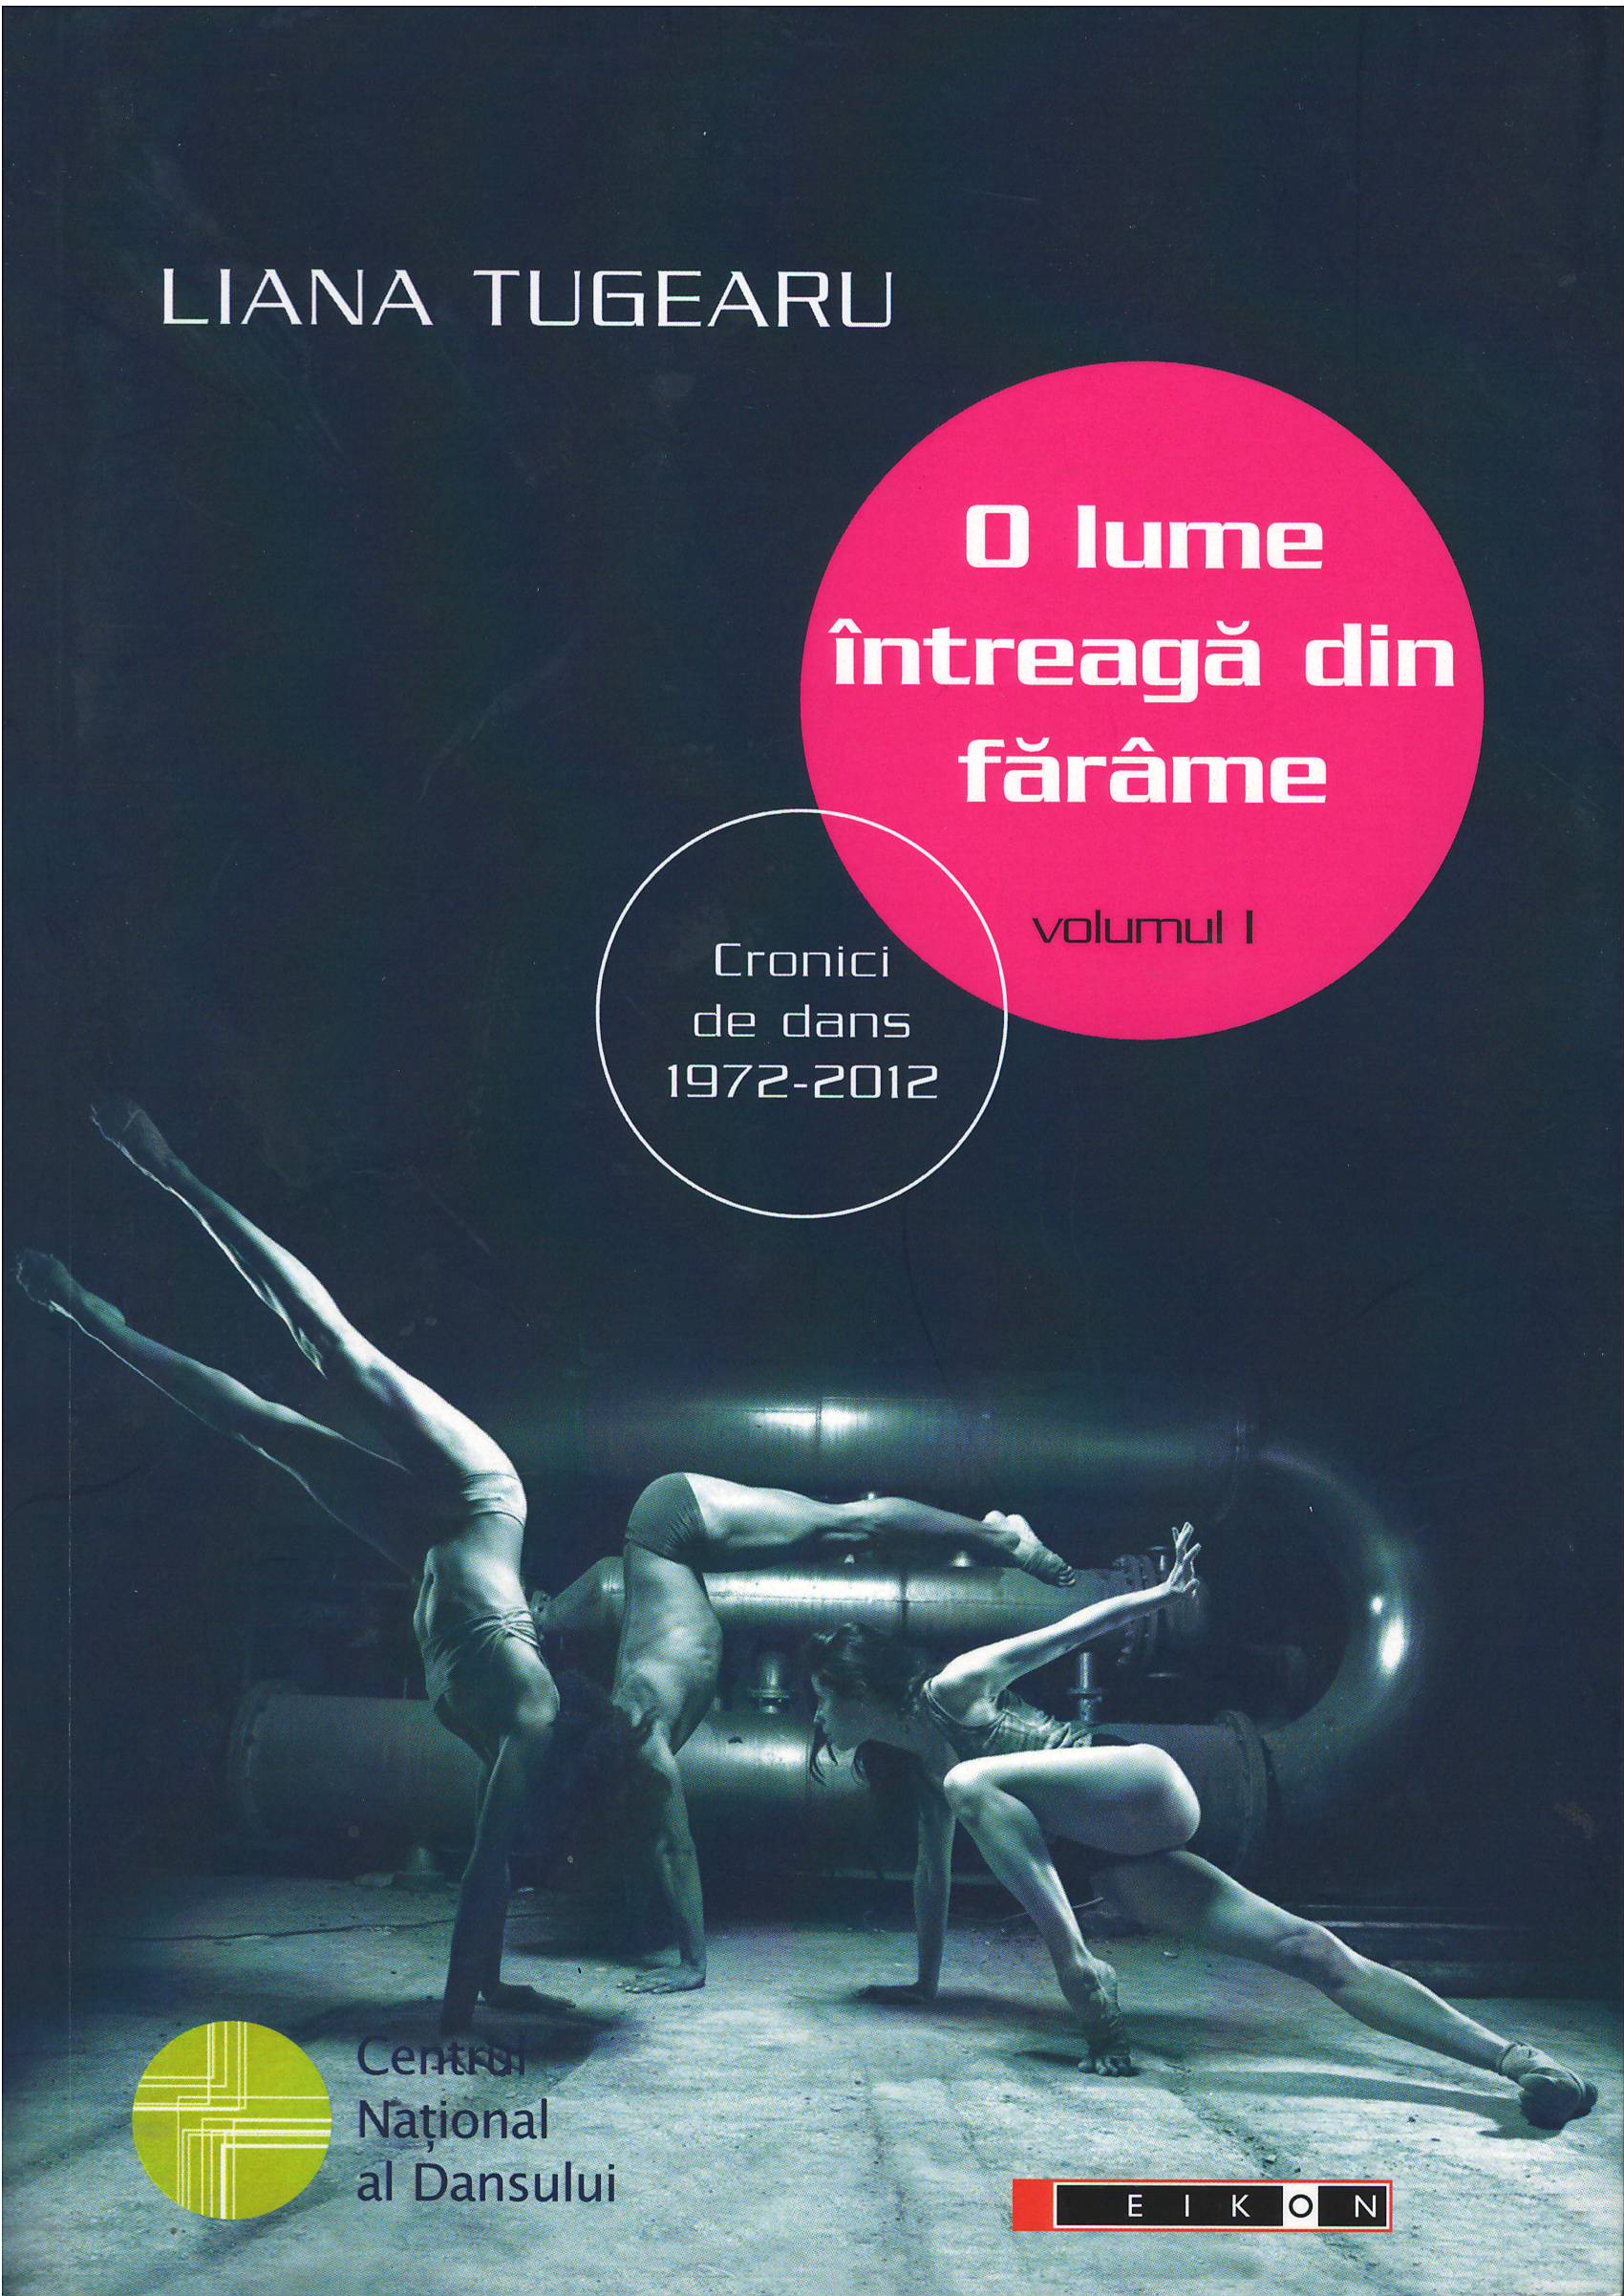 LIANA TUGEARU
O lume
întreagă din
fărâme
volumul I
Cronici
de dans
1972-2012
Centrul
Național
al Dansului
EIKON